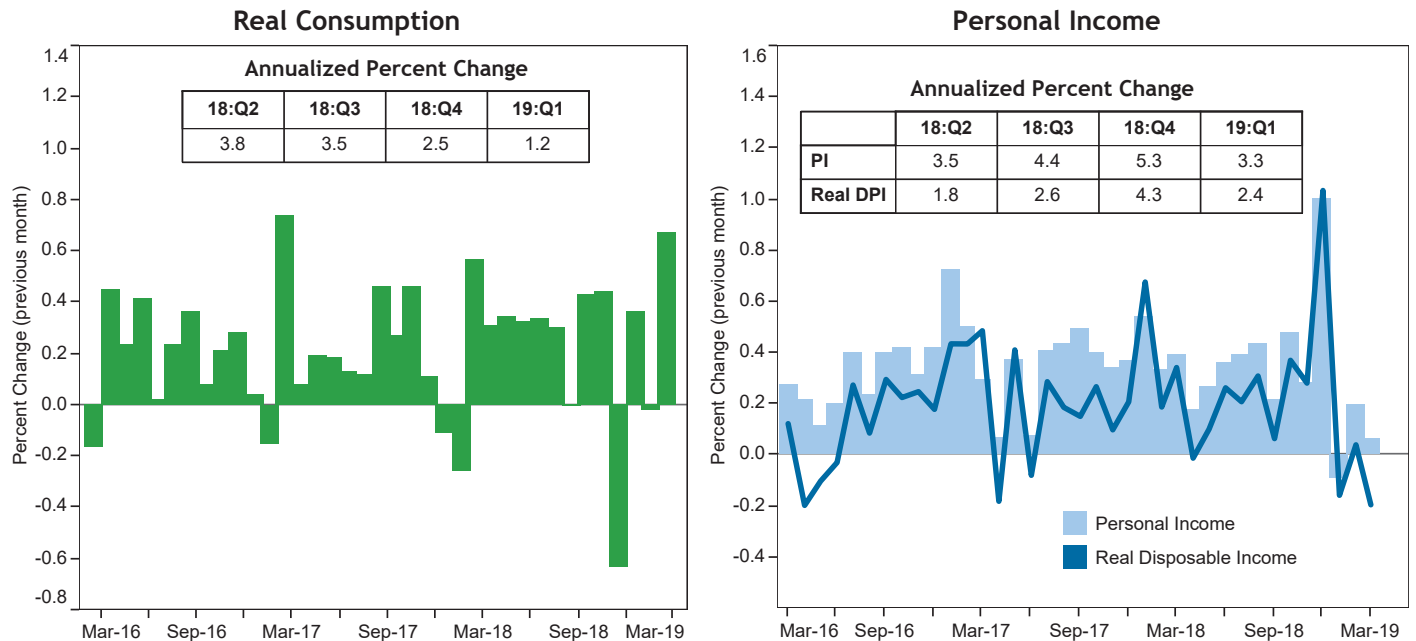 Real Consumption
Percent Change (previous month)
1.4
1.2
1.0
0.8
0.6
0.4
0.2
0.0
-0.2
-0.4
-0.6
-0.8
Annualized Percent Change
18:Q2 18:Q3 18:Q4 19:Q1
3.8 3.5 2.5 1.2
Mar-16 Sep-16 Mar-17 Sep-17 Mar-18 Sep-18 Mar-19
Personal Income
Percent Change (previous month)
1.6
1.4
1.2
1.0
0.8
0.6
0.4
0.2
0.0
-0.2
-0.4
Annualized Percent Change
18:Q2 18:Q3 18:Q4 19:Q1
PI 3.5 4.4 5.3 3.3
Real DPI 1.8 2.6 4.3 2.4
Personal Income
Real Disposable Income
Mar-16 Sep-16 Mar-17 Sep-17 Mar-18 Sep-18 Mar-19